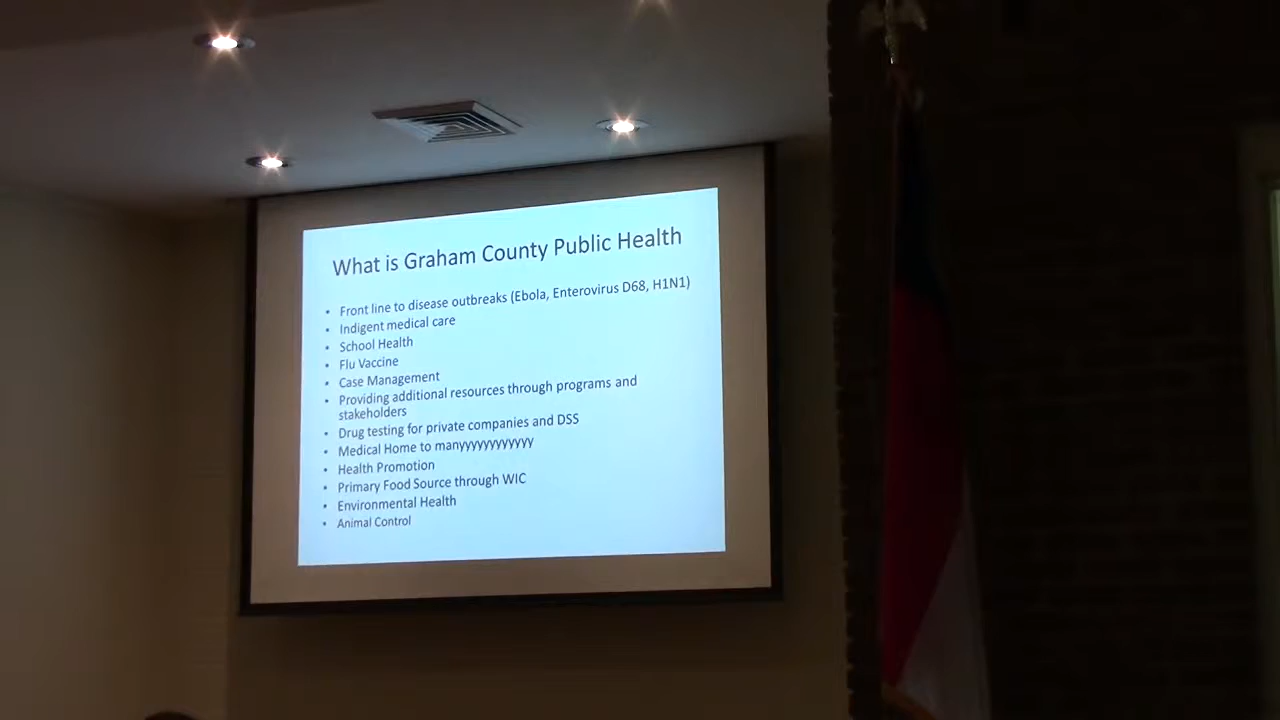 What is Graham County Public Health
• Front line to disease outbreaks (Ebola, Enterovirus D68, H1N1)
• Indigent medical care
• School Health
• Flu Vaccine
• Case Management
• Providing additional resources through programs and
stakeholders
• Drug testing for private companies and DSS
• Medical Home to manyyyyyyyyyyy
• Health Promotion
• Primary Food Source through WIC
• Environmental Health
• Animal Control